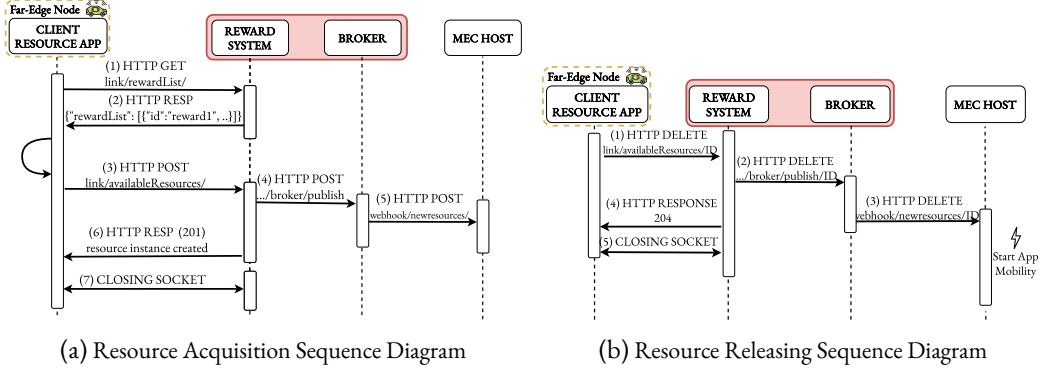 Far-Edge Node
CLIENT
RESOURCE APP
REWARD
SYSTEM
BROKER
MEC HOST
(1) HTTP GET
link/rewardList/
(2) HTTP RESP
{"rewardList": [{"id":"reward1", ..}]}
(3) HTTP POST
link/availableResources/
(4) HTTP POST
.../broker/publish
(5) HTTP POST
webhook/newresources/
(6) HTTP RESP (201)
resource instance created
(7) CLOSING SOCKET
(a) Resource Acquisition Sequence Diagram
Far-Edge Node
CLIENT
RESOURCE APP
REWARD
SYSTEM
BROKER
MEC HOST
(1) HTTP DELETE
link/availableResources/ID
(2) HTTP DELETE
.../broker/publish/ID
(3) HTTP DELETE
webhook/newresources/ID
(4) HTTP RESPONSE
204
(5) CLOSING SOCKET
Start App
Mobility
(b) Resource Releasing Sequence Diagram